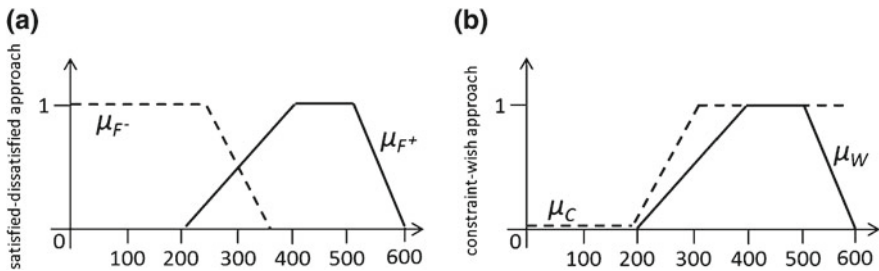 (a)
satisfied-dissatisfied approach
1
0
μF-
μF+
100 200 300 400 500 600
(b)
constraint-wish approach
1
0
μC
μW
100 200 300 400 500 600